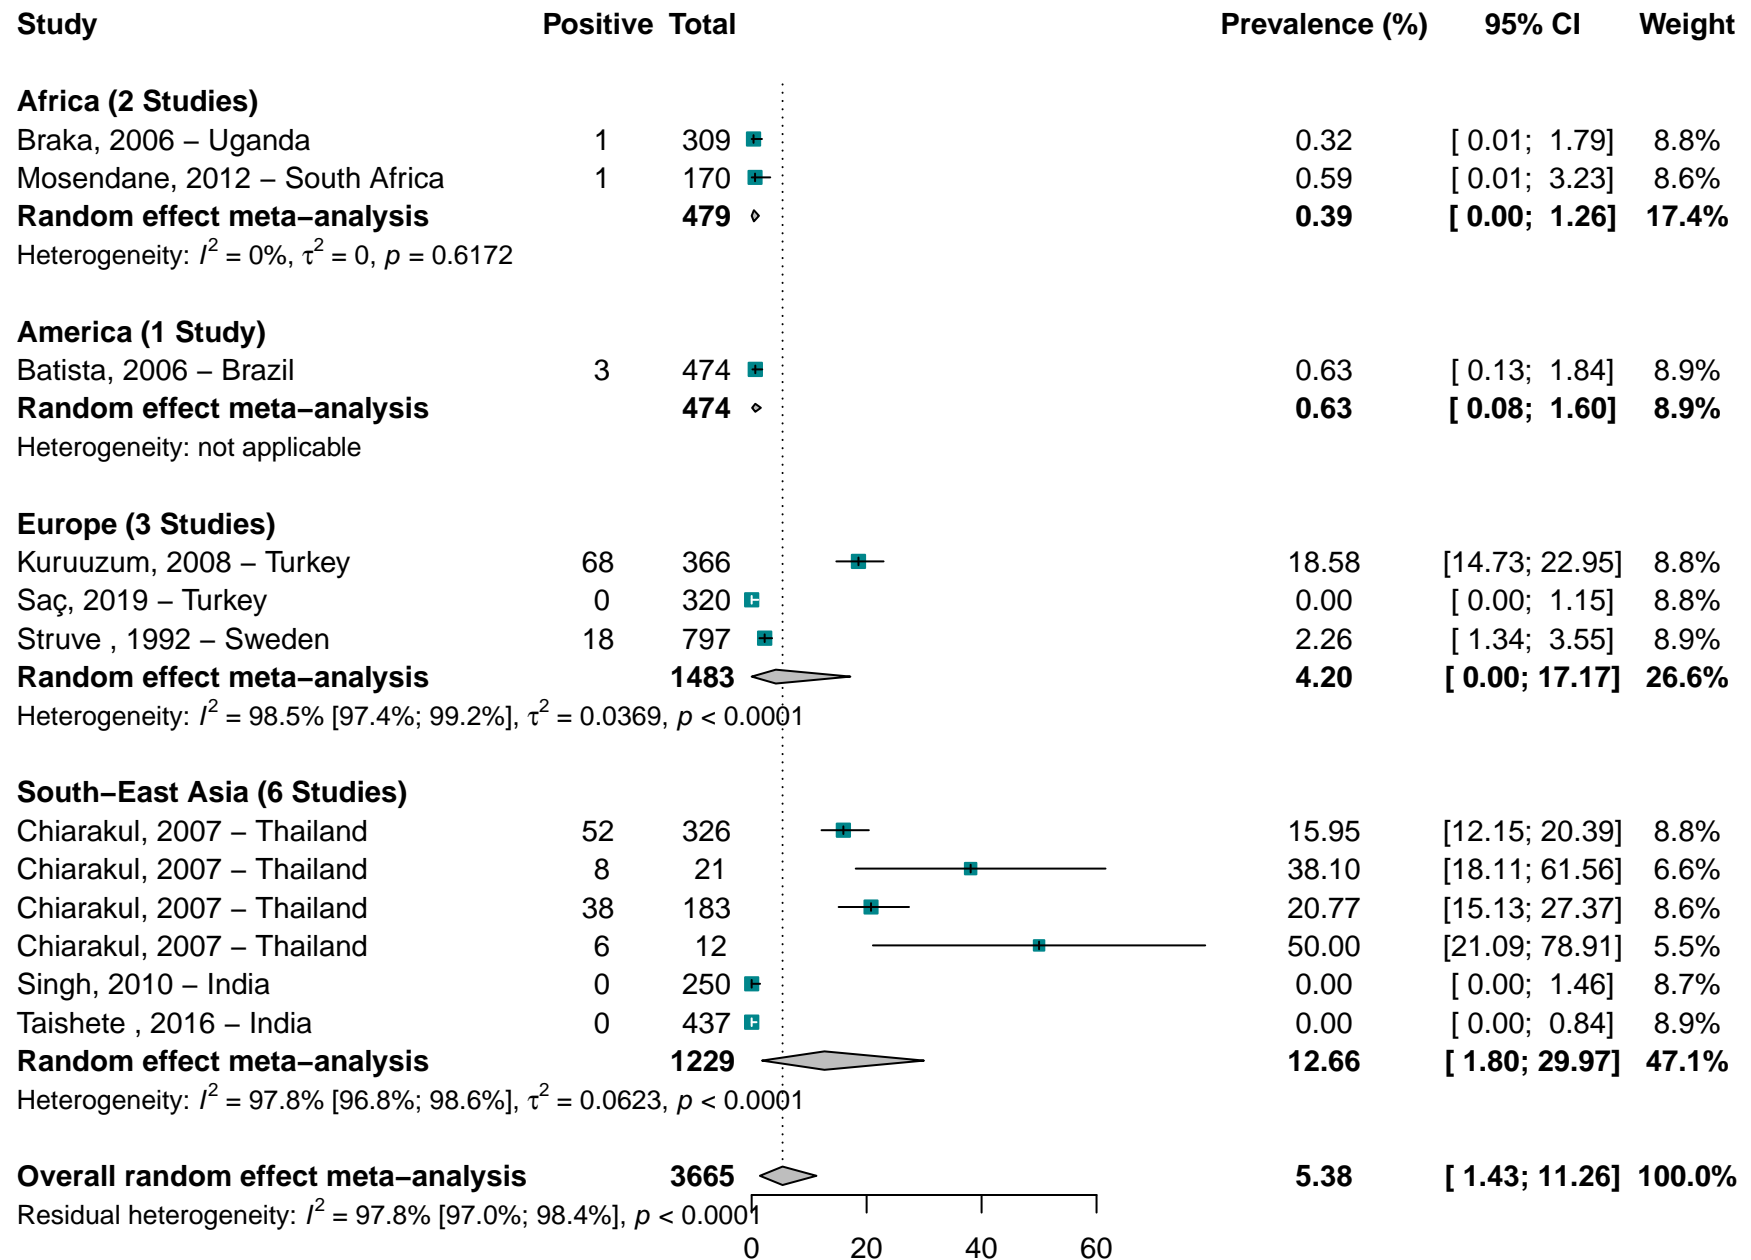 Study Positive Total Prevalence (%) 95% CI Weight
Africa (2 Studies)
Braka, 2006 – Uganda 1 309 0.32 [ 0.01; 1.79] 8.8%
Mosendane, 2012 – South Africa 1 170 0.59 [ 0.01; 3.23] 8.6%
Random effect meta–analysis 479 0.39 [ 0.00; 1.26] 17.4%
Heterogeneity: I² = 0%, τ² = 0, p = 0.6172
America (1 Study)
Batista, 2006 – Brazil 3 474 0.63 [ 0.13; 1.84] 8.9%
Random effect meta–analysis 474 0.63 [ 0.08; 1.60] 8.9%
Heterogeneity: not applicable
Europe (3 Studies)
Kuruuzum, 2008 – Turkey 68 366 18.58 [14.73; 22.95] 8.8%
Saç, 2019 – Turkey 0 320 0.00 [ 0.00; 1.15] 8.8%
Struve , 1992 – Sweden 18 797 2.26 [ 1.34; 3.55] 8.9%
Random effect meta–analysis 1483 4.20 [ 0.00; 17.17] 26.6%
Heterogeneity: I² = 98.5% [97.4%; 99.2%], τ² = 0.0369, p < 0.0001
South–East Asia (6 Studies)
Chiarakul, 2007 – Thailand 52 326 15.95 [12.15; 20.39] 8.8%
Chiarakul, 2007 – Thailand 8 21 38.10 [18.11; 61.56] 6.6%
Chiarakul, 2007 – Thailand 38 183 20.77 [15.13; 27.37] 8.6%
Chiarakul, 2007 – Thailand 6 12 50.00 [21.09; 78.91] 5.5%
Singh, 2010 – India 0 250 0.00 [ 0.00; 1.46] 8.7%
Taishete , 2016 – India 0 437 0.00 [ 0.00; 0.84] 8.9%
Random effect meta–analysis 1229 12.66 [ 1.80; 29.97] 47.1%
Heterogeneity: I² = 97.8% [96.8%; 98.6%], τ² = 0.0623, p < 0.0001
Overall random effect meta–analysis 3665 5.38 [ 1.43; 11.26] 100.0%
Residual heterogeneity: I² = 97.8% [97.0%; 98.4%], p < 0.0001
0 20 40 60